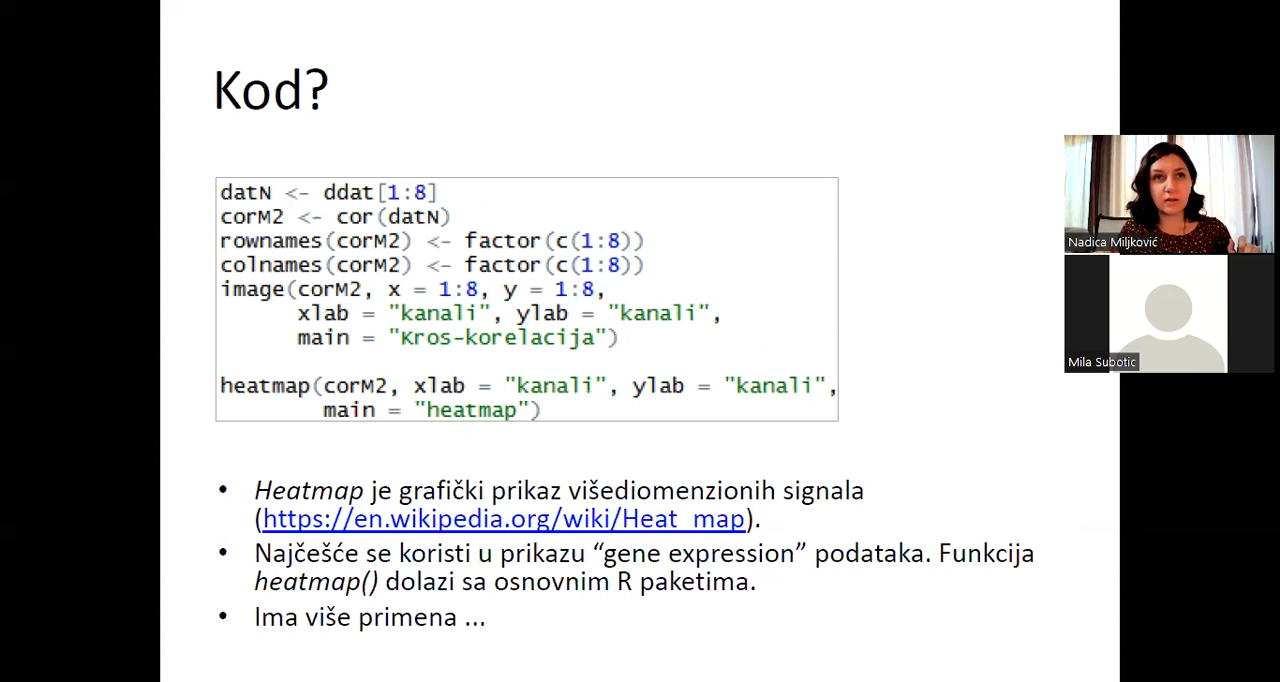 Kod?
datN <- ddat[1:8]
corM2 <- cor(datN)
rownames(corM2) <- factor(c(1:8))
colnames(corM2) <- factor(c(1:8))
image(corM2, x = 1:8, y = 1:8,
xlab = "kanali", ylab = "kanali",
main = "Kros-korelacija")
heatmap(corM2, xlab = "kanali", ylab = "kanali",
main = "heatmap")
• Heatmap je grafički prikaz višediomenzionih signala
(https://en.wikipedia.org/wiki/Heat_map).
• Najčešće se koristi u prikazu “gene expression” podataka. Funkcija
heatmap() dolazi sa osnovnim R paketima.
• Ima više primena ...
Nadica Miljković
Mila Subotic